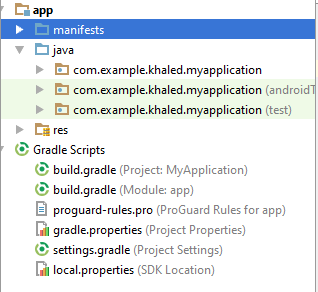 app
manifests
java
com.example.khaled.myapplication
com.example.khaled.myapplication (androidT
com.example.khaled.myapplication (test)
res
Gradle Scripts
build.gradle (Project: MyApplication)
build.gradle (Module: app)
proguard-rules.pro (ProGuard Rules for app)
gradle.properties (Project Properties)
settings.gradle (Project Settings)
local.properties (SDK Location)